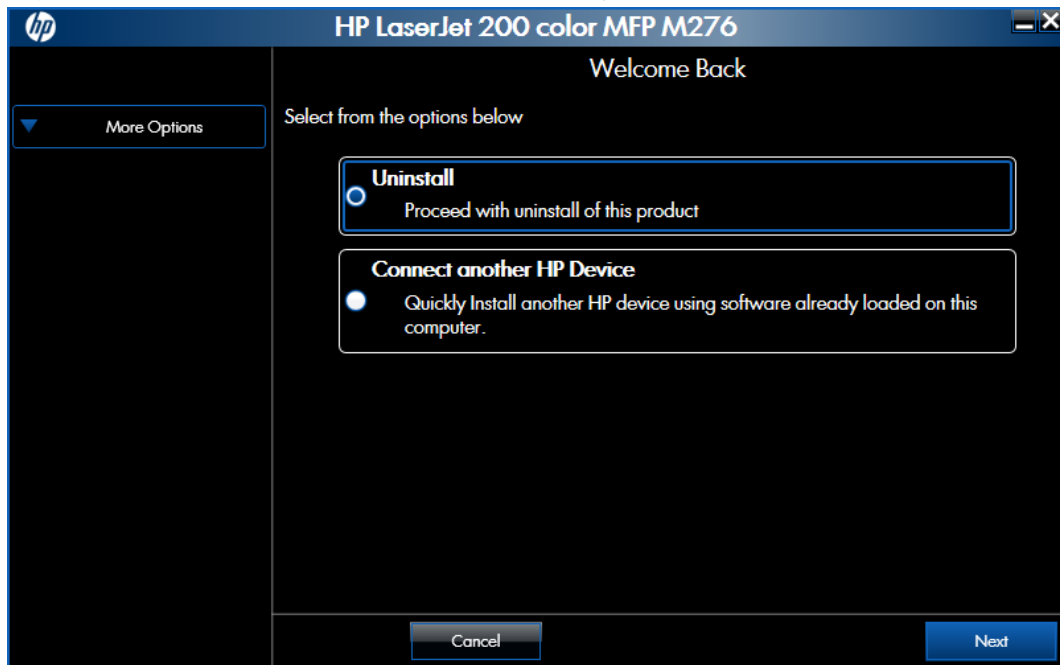 hp
HP LaserJet 200 color MFP M276
Welcome Back
More Options
Select from the options below
Uninstall
Proceed with uninstall of this product
Connect another HP Device
Quickly Install another HP device using software already loaded on this
computer.
Cancel
Next